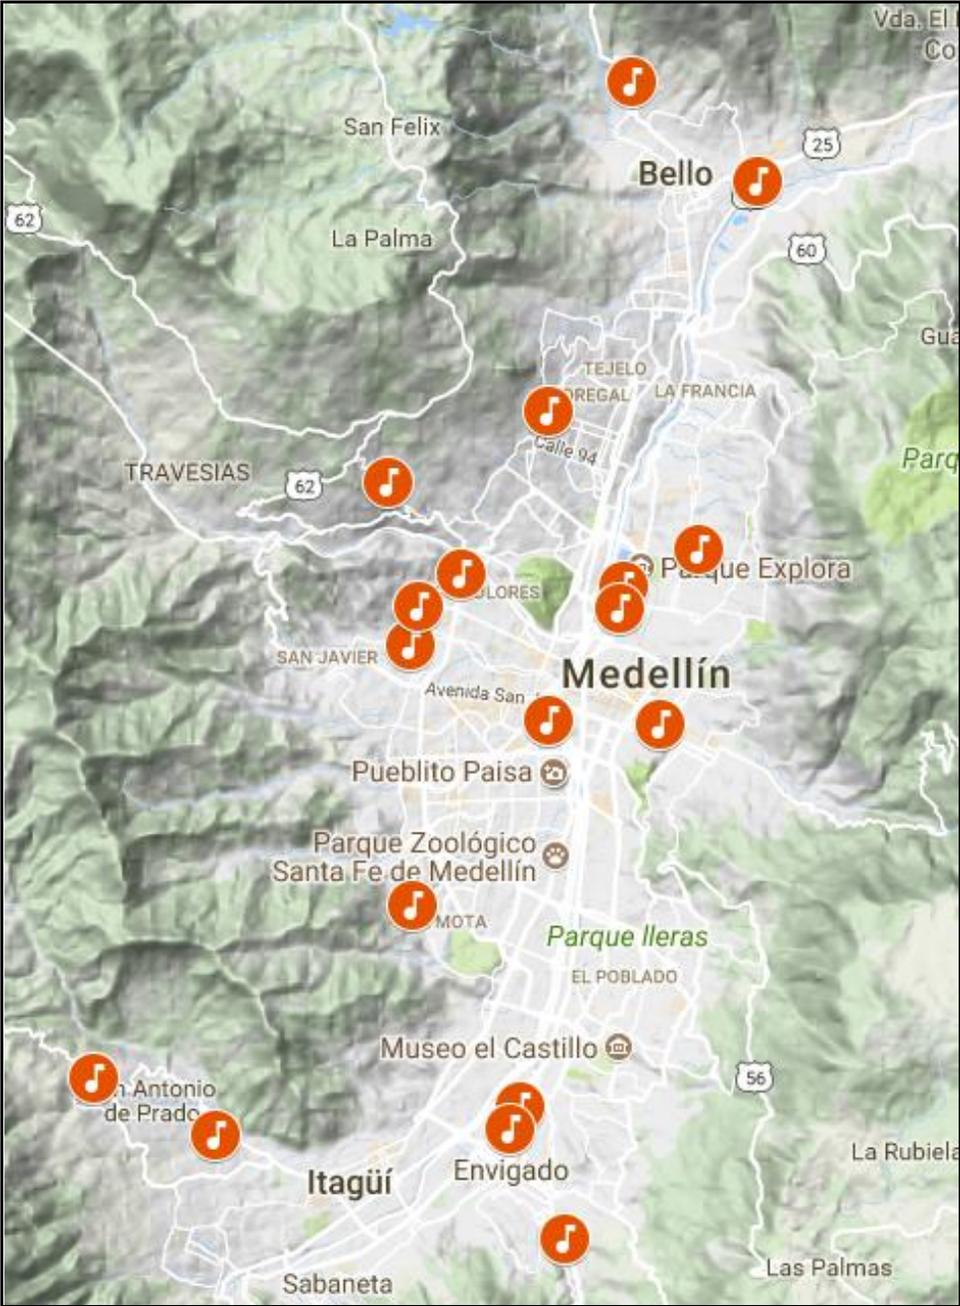 Vda. El
Co
San Felix
25
Bello
62
La Palma
60
Gua
TEJELO
DREGAL
LA FRANCIA
Calle 94
Parq
TRAVESIAS
62
Parque Explora
LORES
SAN JAVIER
Medellín
Avenida San
Pueblito Paisa
Parque Zoológico
Santa Fe de Medellín
MOTA
Parque lleras
EL POBLADO
Museo el Castillo
56
n Antonio
de Prado
La Rubiela
Envigado
Itagüí
Las Palmas
Sabaneta